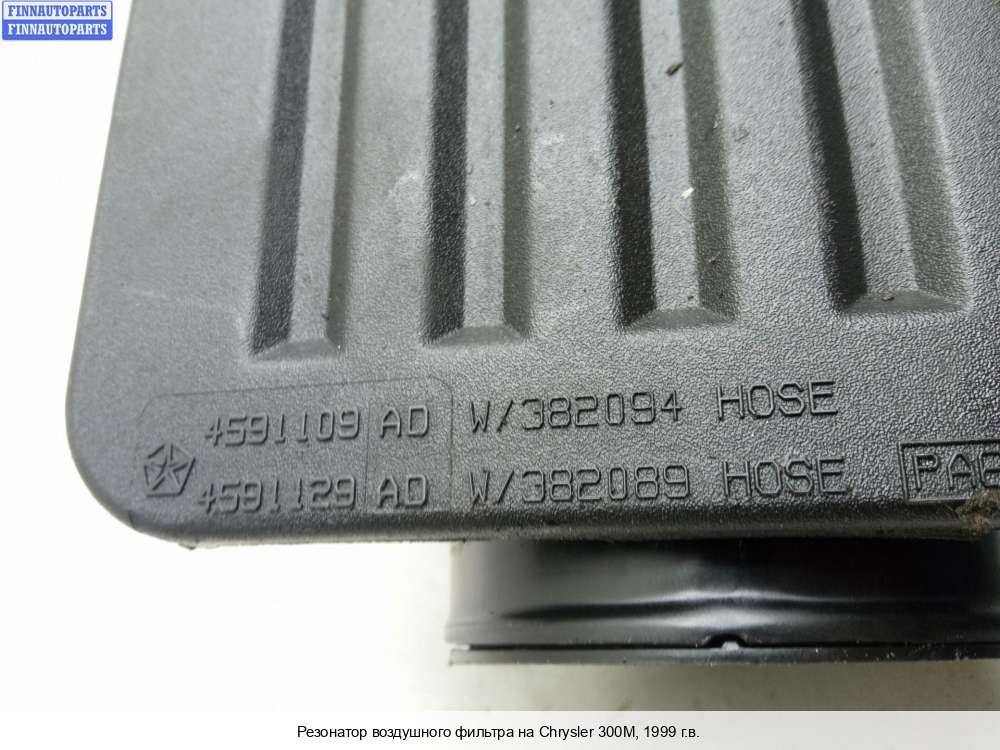 FINNAUTOPARTS
FINNAUTOPARTS
4591109 AD W/382094 HOSE
4591129 AD W/382089 HOSE
Резонатор воздушного фильтра на Chrysler 300M, 1999 г.в.